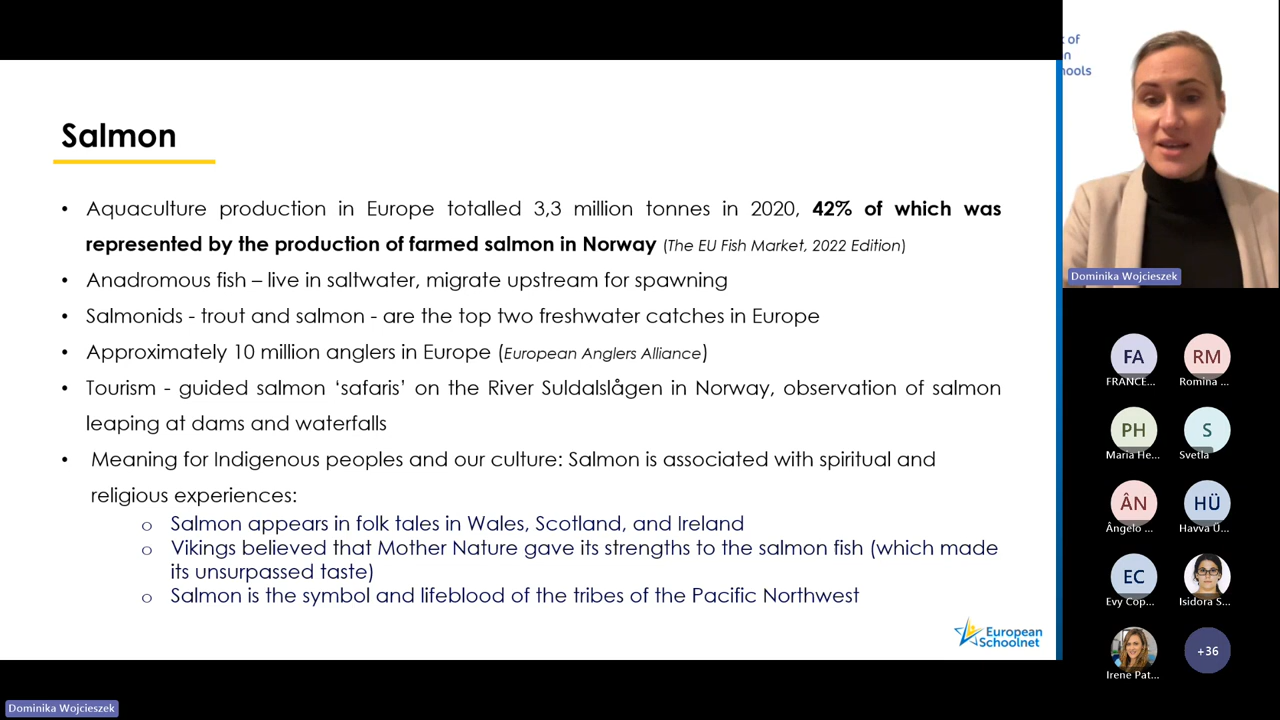 Salmon
• Aquaculture production in Europe totalled 3,3 million tonnes in 2020, 42% of which was
represented by the production of farmed salmon in Norway (The EU Fish Market, 2022 Edition)
• Anadromous fish – live in saltwater, migrate upstream for spawning
• Salmonids - trout and salmon - are the top two freshwater catches in Europe
• Approximately 10 million anglers in Europe (European Anglers Alliance)
• Tourism - guided salmon ‘safaris’ on the River Suldalslågen in Norway, observation of salmon
leaping at dams and waterfalls
• Meaning for Indigenous peoples and our culture: Salmon is associated with spiritual and
religious experiences:
o Salmon appears in folk tales in Wales, Scotland, and Ireland
o Vikings believed that Mother Nature gave its strengths to the salmon fish (which made
its unsurpassed taste)
o Salmon is the symbol and lifeblood of the tribes of the Pacific Northwest
European
Schoolnet
of
n
ools
Dominika Wojcieszek
FA
FRANCE...
RM
Romina ...
PH
Maria He...
S
Svetla
ÂN
Ângelo ...
HÜ
Havva Ü...
EC
Evy Cop...
Isidora S...
Irene Pat...
+36
Dominika Wojcieszek